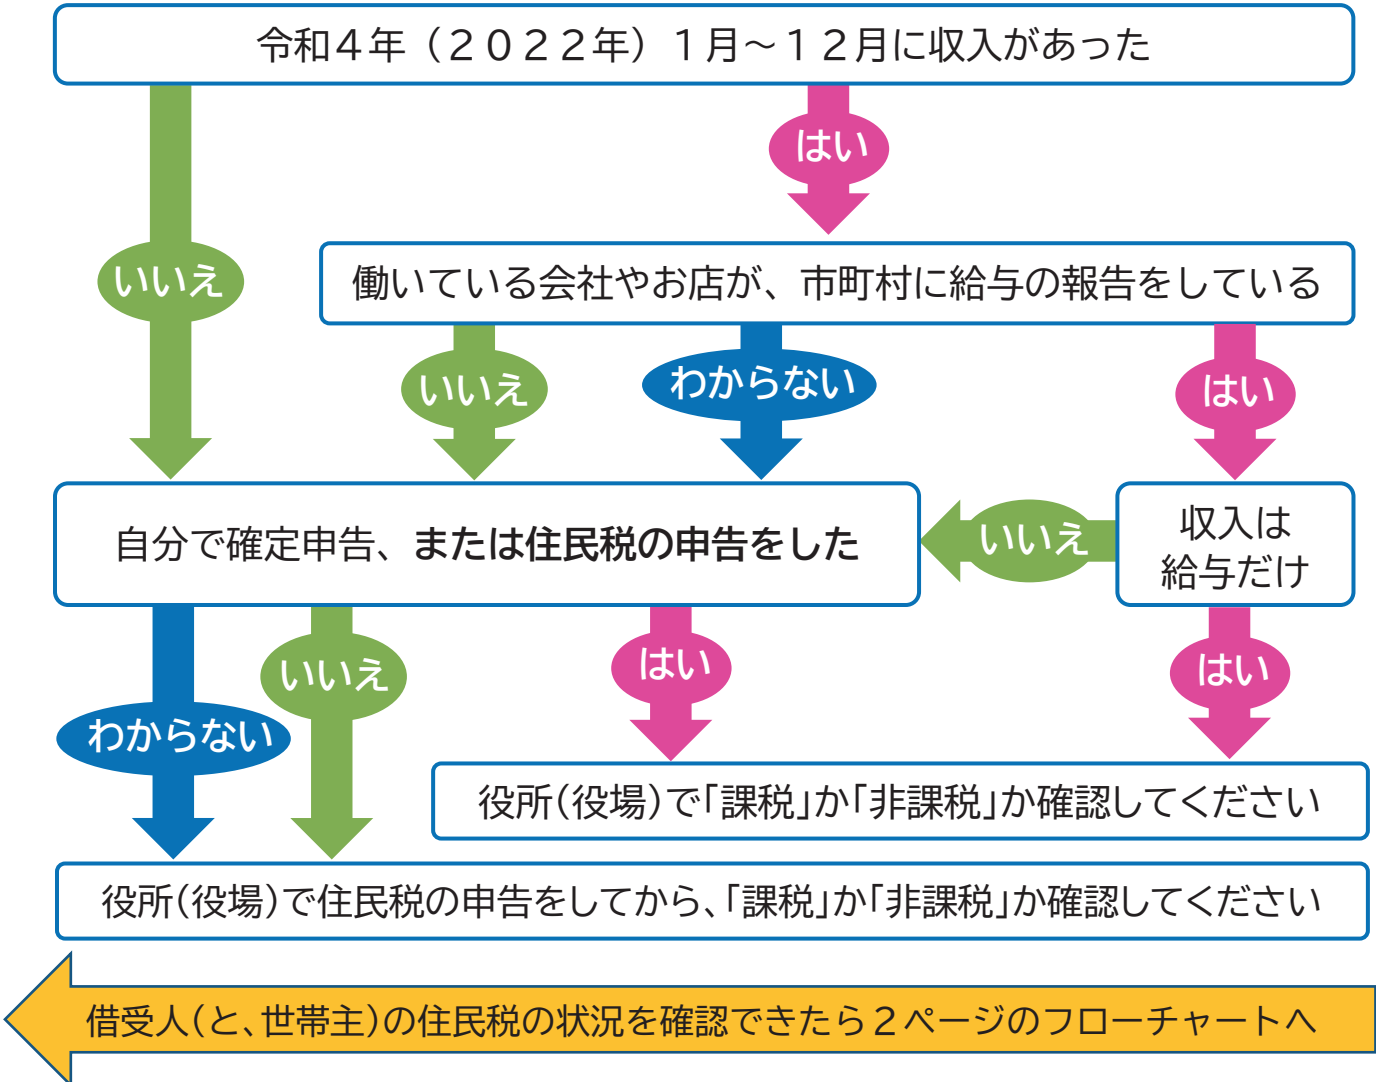 令和４年（２０２２年）１月～１２月に収入があった
はい
いいえ
働いている会社やお店が、市町村に給与の報告をしている
いいえ
わからない
はい
自分で確定申告、または住民税の申告をした
いいえ
収入は
給与だけ
わからない
いいえ
はい
はい
役所（役場）で「課税」か「非課税」か確認してください
役所（役場）で住民税の申告をしてから、「課税」か「非課税」か確認してください
借受人（と、世帯主）の住民税の状況を確認できたら２ページのフローチャートへ